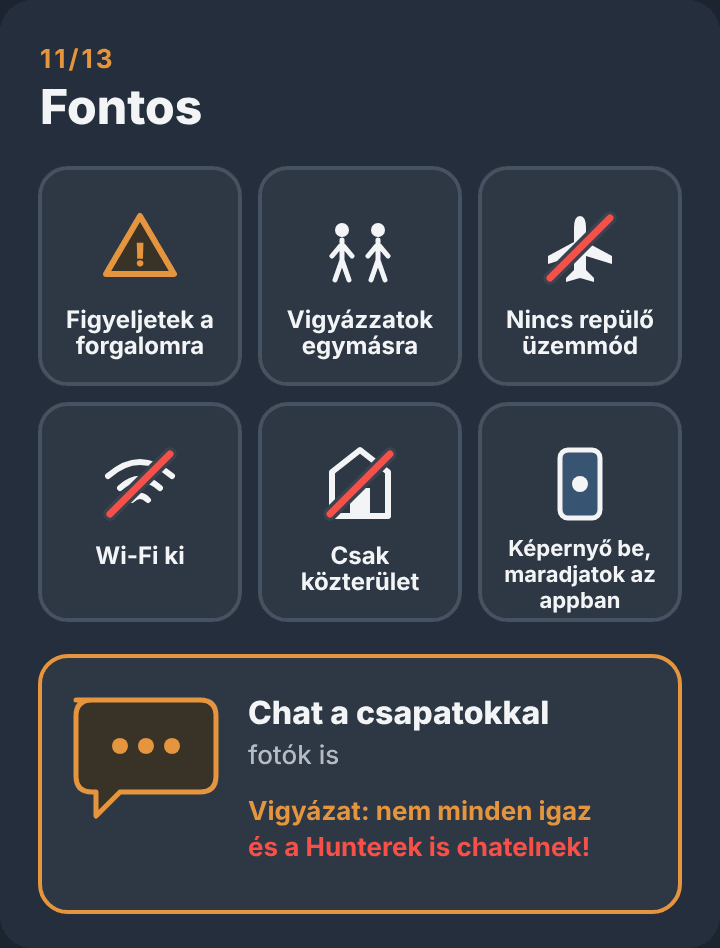 11/13
Fontos
Figyeljetek a
forgalomra
Vigyázzatok
egymásra
Nincs repülő
üzemmód
Wi-Fi ki
Csak
közterület
Képernyő be,
maradjatok az
appban
Chat a csapatokkal
fotók is
Vigyázat: nem minden igaz
és a Hunterek is chatelnek!